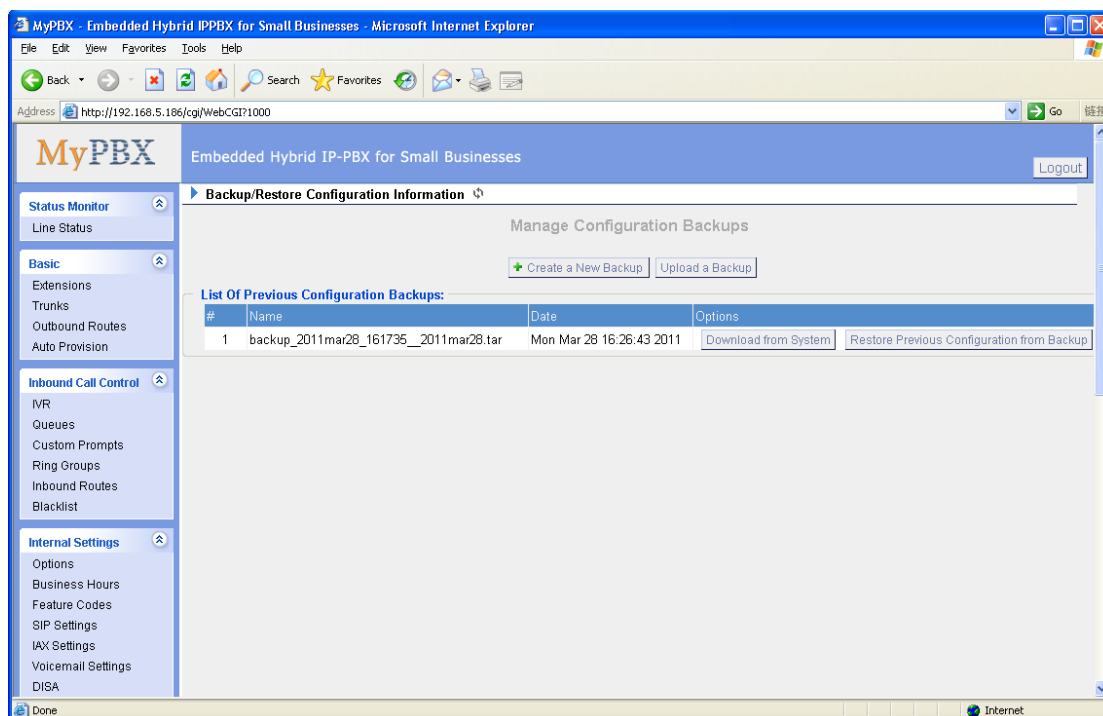 MyPBX - Embedded Hybrid IPPBX for Small Businesses - Microsoft Internet Explorer
File Edit View Favorites Tools Help
Back Search Favorites
Address http://192.168.5.186/cgi/WebCGI?1000 Go 链接
MyPBX
Embedded Hybrid IP-PBX for Small Businesses
Logout
Status Monitor
Line Status
Basic
Extensions
Trunks
Outbound Routes
Auto Provision
Inbound Call Control
IVR
Queues
Custom Prompts
Ring Groups
Inbound Routes
Blacklist
Internal Settings
Options
Business Hours
Feature Codes
SIP Settings
IAX Settings
Voicemail Settings
DISA
Backup/Restore Configuration Information
Manage Configuration Backups
Create a New Backup Upload a Backup
List Of Previous Configuration Backups:
# Name Date Options
1 backup_2011mar28_161735__2011mar28.tar Mon Mar 28 16:26:43 2011 Download from System Restore Previous Configuration from Backup
Done Internet